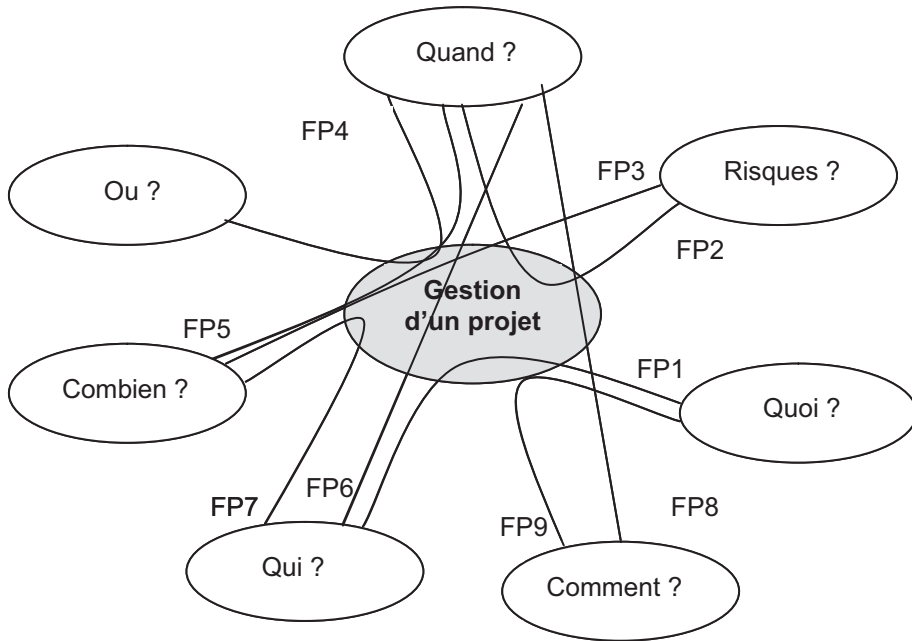 Quand ?
FP4
FP3
Risques ?
Ou ?
FP2
Gestion
d'un projet
FP5
FP1
Combien ?
Quoi ?
FP7
FP6
FP8
FP9
Qui ?
Comment ?